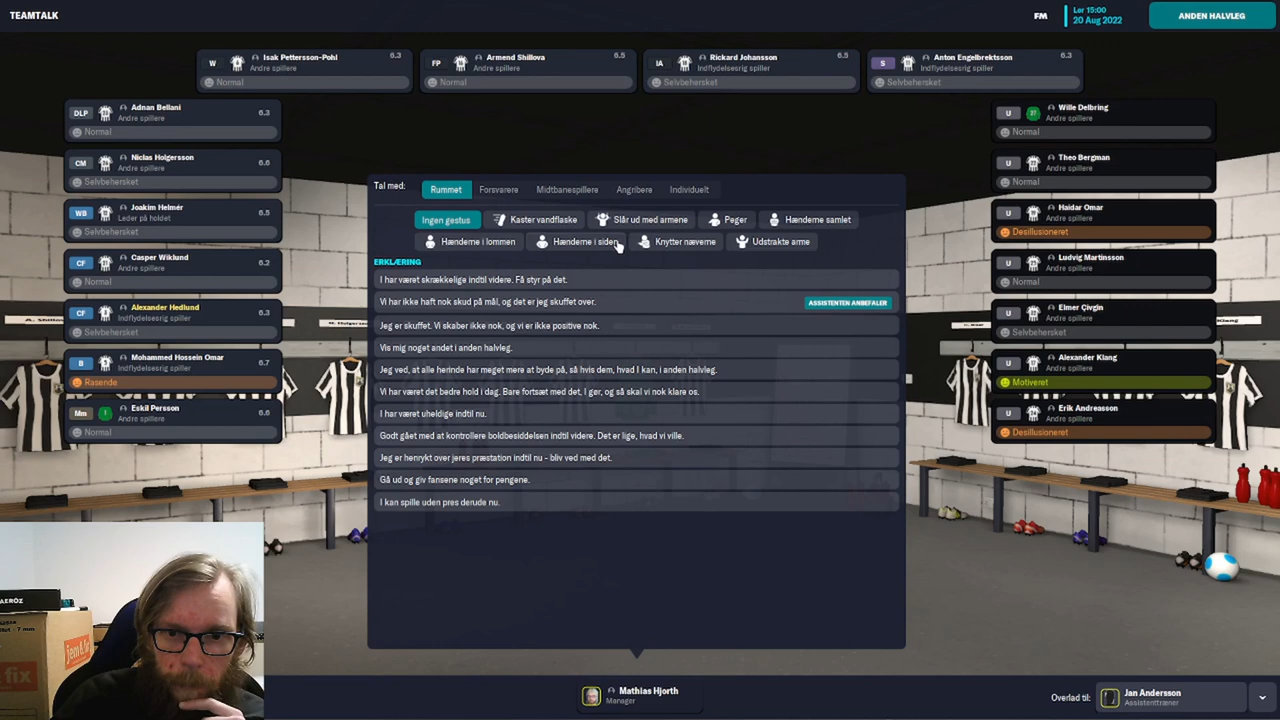 TEAMTALK
FM
Lør 15:00
20 Aug 2022
ANDEN HALVLEG
W
Isak Pettersson-Pohl
6.3
Andre spillere
Normal
FP
Armend Shillova
6.5
Andre spillere
Normal
IA
Rickard Johansson
6.5
Indflydelsesrig spiller
Selvbehersket
S
Anton Engelbrektsson
6.3
Indflydelsesrig spiller
Selvbehersket
DLP
Adnan Bellani
6.3
Andre spillere
Normal
CM
Niclas Holgersson
6.6
Andre spillere
Selvbehersket
WB
Joakim Helmér
6.5
Leder på holdet
Selvbehersket
CF
Casper Wiklund
6.2
Andre spillere
Normal
CF
Alexander Hedlund
6.3
Indflydelsesrig spiller
Selvbehersket
B
Mohammed Hossein Omar
6.7
Indflydelsesrig spiller
Rasende
Mm
Eskil Persson
6.6
Andre spillere
Normal
Tal med:
Rummet
Forsvarere
Midtbanespillere
Angribere
Individuelt
Ingen gestus
Kaster vandflaske
Slår ud med armene
Peger
Hænderne samlet
Hænderne i lommen
Hænderne i siden
Knytter næverne
Udstrakte arme
ERKLÆRING
I har været skrækkelige indtil videre. Få styr på det.
Vi har ikke haft nok skud på mål, og det er jeg skuffet over.
ASSISTENTEN ANBEFALER
Jeg er skuffet. Vi skaber ikke nok, og vi er ikke positive nok.
Vis mig noget andet i anden halvleg.
Jeg ved, at alle herinde har meget mere at byde på, så hvis dem, hvad I kan, i anden halvleg.
Vi har været det bedre hold i dag. Bare fortsæt med det, I gør, og så skal vi nok klare os.
I har været uheldige indtil nu.
Godt gået med at kontrollere boldbesiddelsen indtil videre. Det er lige, hvad vi ville.
Jeg er henrykt over jeres præstation indtil nu - bliv ved med det.
Gå ud og giv fansene noget for pengene.
I kan spille uden pres derude nu.
U
Wille Delbring
Andre spillere
Normal
U
Theo Bergman
Andre spillere
Normal
U
Haidar Omar
Andre spillere
Desillusioneret
U
Ludvig Martinsson
Andre spillere
Normal
U
Elmer Çivgin
Andre spillere
Selvbehersket
U
Alexander Klang
Andre spillere
Motiveret
U
Erik Andreasson
Andre spillere
Desillusioneret
AEROZ
jem&fix
fix
Mathias Hjorth
Manager
Overlad til:
Jan Andersson
Assistenttræner